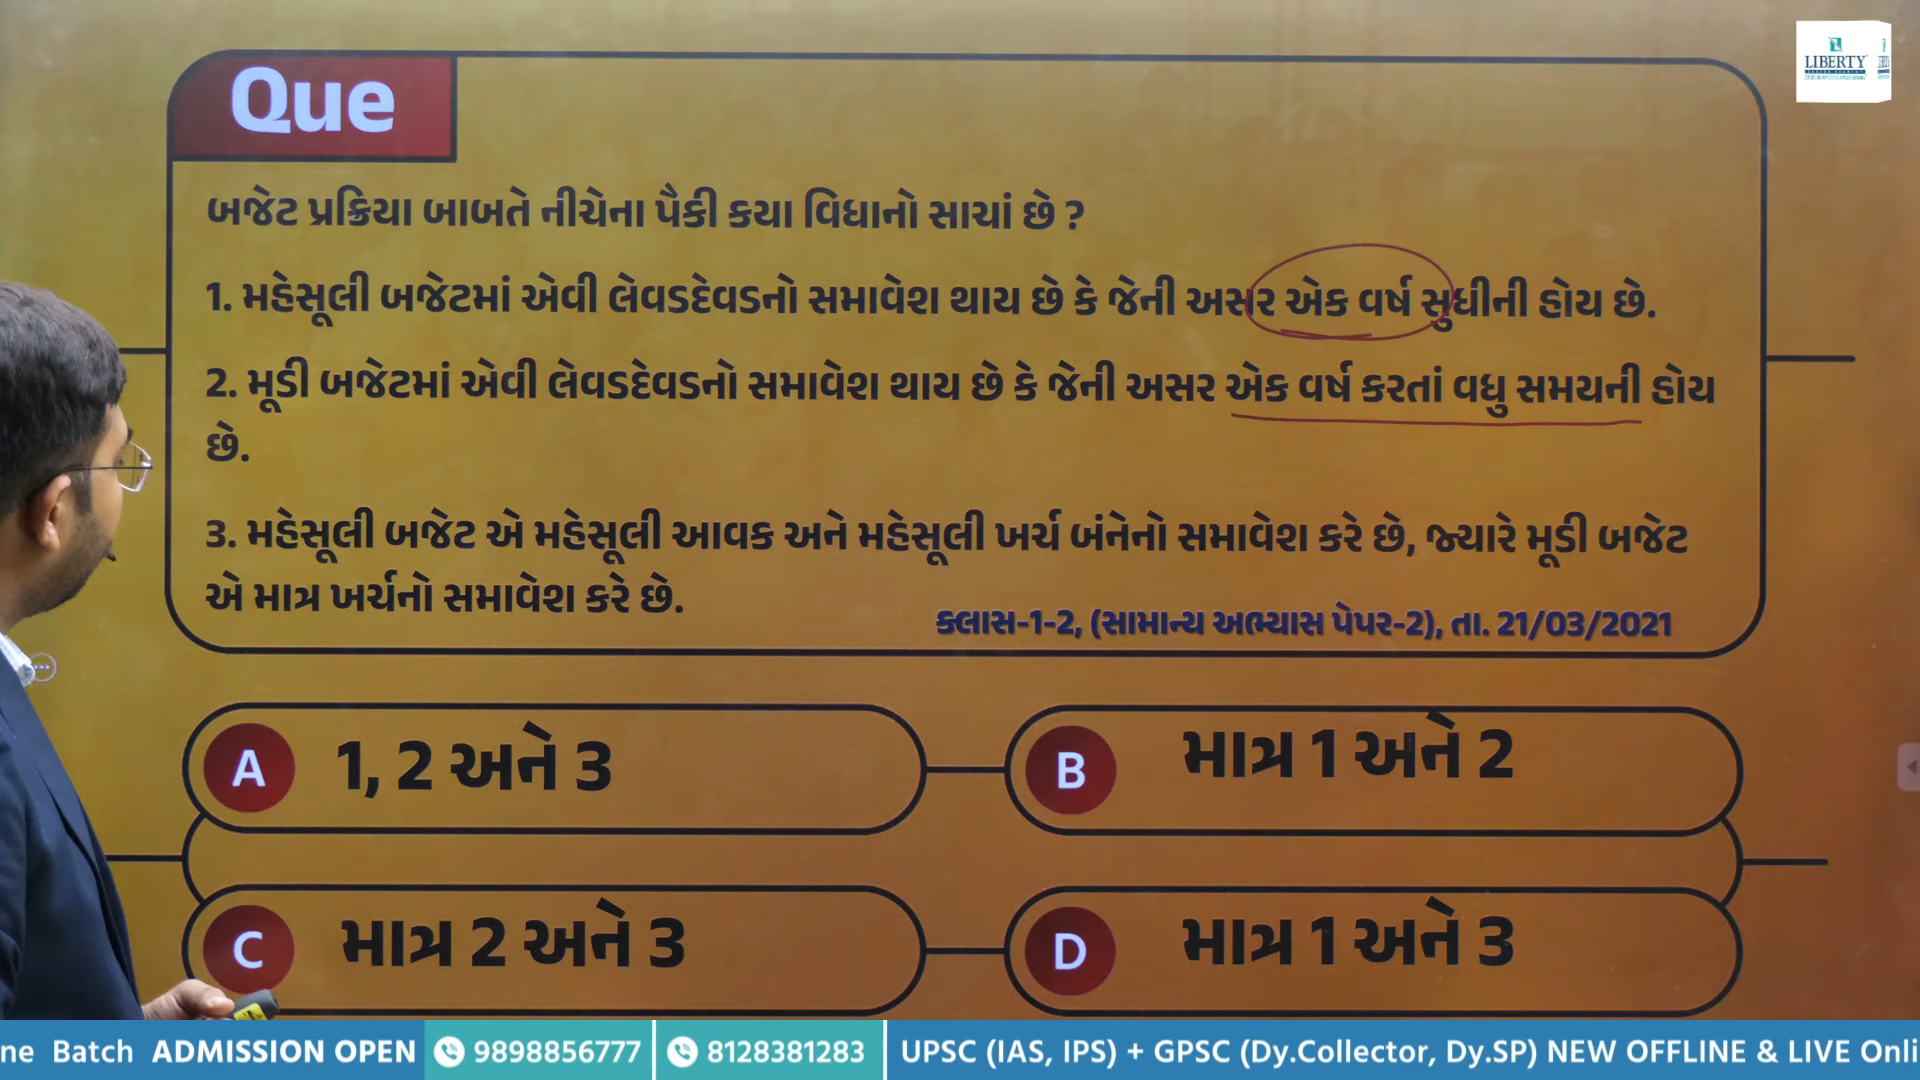 LIBERTY
Que
બજેટ પ્રક્રિયા બાબતે નીચેના પૈકી કયા વિધાનો સાચાં છે ?
1. મહેસૂલી બજેટમાં એવી લેવડદેવડનો સમાવેશ થાય છે કે જેની અસર એક વર્ષ સુધીની હોય છે.
2. મૂડી બજેટમાં એવી લેવડદેવડનો સમાવેશ થાય છે કે જેની અસર એક વર્ષ કરતાં વધુ સમયની હોય
છે.
3. મહેસૂલી બજેટ એ મહેસૂલી આવક અને મહેસૂલી ખર્ચ બંનેનો સમાવેશ કરે છે, જ્યારે મૂડી બજેટ
એ માત્ર ખર્ચનો સમાવેશ કરે છે.
ક્લાસ-1-2, (સામાન્ય અભ્યાસ પેપર-2), તા. 21/03/2021
A 1, 2 અને 3
B માત્ર 1 અને 2
C માત્ર 2 અને 3
D માત્ર 1 અને 3
ne Batch ADMISSION OPEN 9898856777 8128381283 UPSC (IAS, IPS) + GPSC (Dy.Collector, Dy.SP) NEW OFFLINE & LIVE Onli